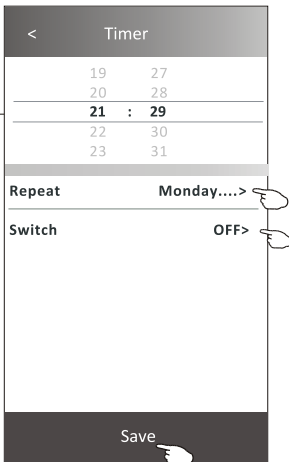 < Timer
19 27
20 28
21 : 29
22 30
23 31
Repeat Monday....>
Switch OFF>
Save